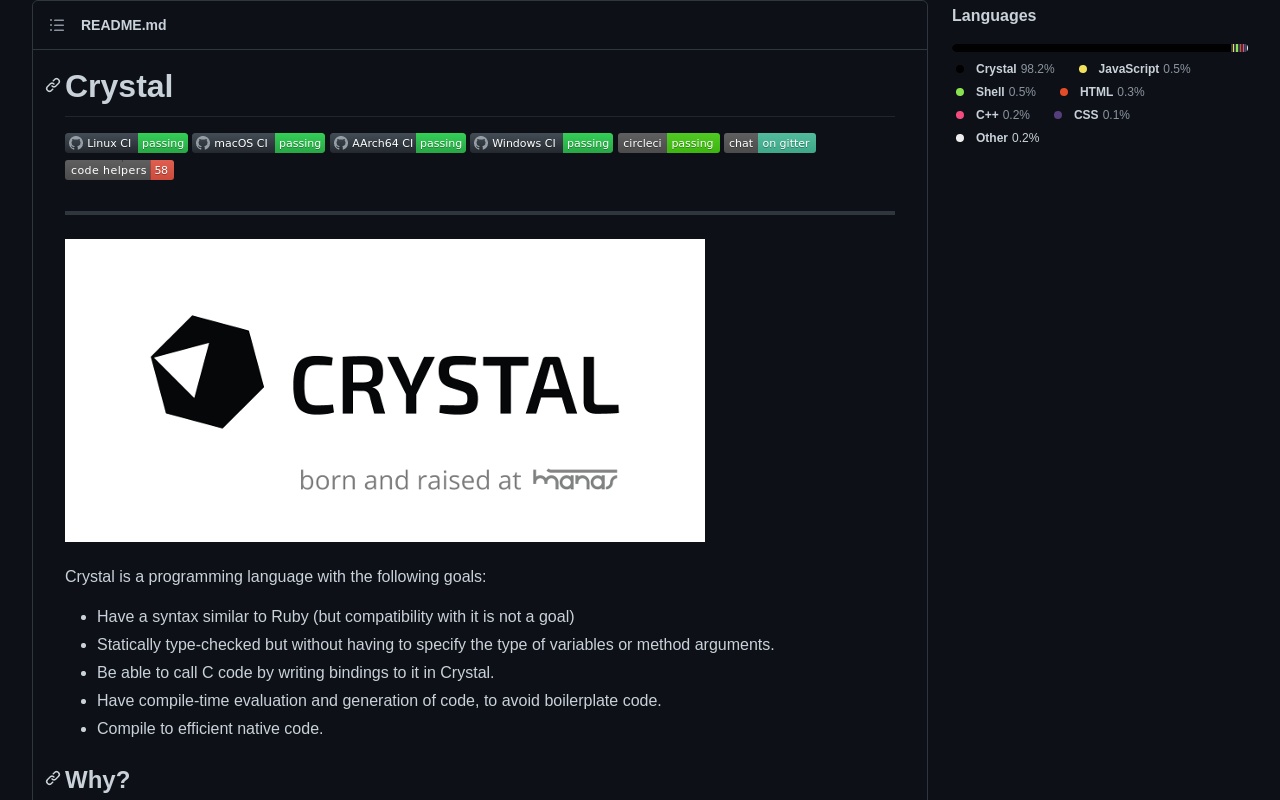 README.md
Crystal
Linux CI passing macOS CI passing AArch64 CI passing Windows CI passing circleci passing chat on gitter
code helpers 58
CRYSTAL
born and raised at manas
Crystal is a programming language with the following goals:
Have a syntax similar to Ruby (but compatibility with it is not a goal)
Statically type-checked but without having to specify the type of variables or method arguments.
Be able to call C code by writing bindings to it in Crystal.
Have compile-time evaluation and generation of code, to avoid boilerplate code.
Compile to efficient native code.
Why?
Languages
Crystal 98.2% JavaScript 0.5%
Shell 0.5% HTML 0.3%
C++ 0.2% CSS 0.1%
Other 0.2%